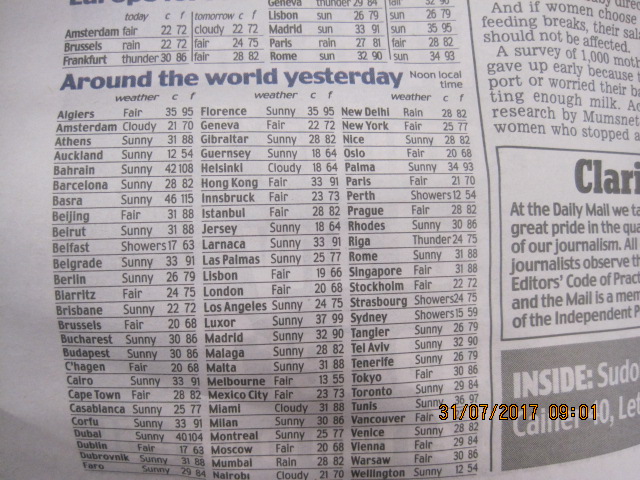 today c f tomorrow c f
Amsterdam fair 22 72 cloudy 22 72
Brussels rain 22 72 fair 24 75
Frankfurt thunder 30 86 fair 28 82
Geneva thunder 29 84 fair 32 90
Lisbon sun 26 79 sun 26 79
Madrid sun 33 91 sun 35 95
Paris rain 27 81 fair 28 82
Rome sun 32 90 sun 34 93
Around the world yesterday Noon local time
weather c f
Algiers Fair 35 95
Amsterdam Cloudy 21 70
Athens Sunny 31 88
Auckland Sunny 12 54
Bahrain Sunny 42 108
Barcelona Sunny 28 82
Basra Sunny 46 115
Beijing Fair 31 88
Beirut Sunny 31 88
Belfast Showers 17 63
Belgrade Sunny 33 91
Berlin Sunny 26 79
Biarritz Fair 24 75
Brisbane Sunny 22 72
Brussels Fair 20 68
Bucharest Sunny 30 86
Budapest Sunny 30 86
C'hagen Fair 20 68
Cairo Sunny 33 91
Cape Town Fair 28 82
Casablanca Sunny 25 77
Corfu Sunny 33 91
Dubai Sunny 40 104
Dublin Fair 17 63
Dubrovnik Sunny 31 88
Faro Sunny 29 84
weather c f
Florence Sunny 35 95
Geneva Fair 22 72
Gibraltar Sunny 28 82
Guernsey Sunny 18 64
Helsinki Cloudy 18 64
Hong Kong Fair 33 91
Innsbruck Fair 23 73
Istanbul Fair 28 82
Jersey Sunny 18 64
Larnaca Sunny 33 91
Las Palmas Sunny 25 77
Lisbon Fair 19 66
London Fair 20 68
Los Angeles Sunny 24 75
Luxor Sunny 37 99
Madrid Sunny 32 90
Malaga Sunny 28 82
Malta Sunny 31 88
Melbourne Fair 13 55
Mexico City Fair 23 73
Miami Cloudy 31 88
Milan Sunny 30 86
Montreal Sunny 25 77
Moscow Fair 20 68
Mumbai Rain 28 82
Nairobi Cloudy 21 70
weather c f
New Delhi Rain 28 82
New York Fair 25 77
Nice Sunny 28 82
Oslo Fair 20 68
Palma Sunny 34 93
Paris Fair 21 70
Perth Showers 12 54
Prague Fair 28 82
Rhodes Sunny 30 86
Riga Thunder 24 75
Rome Sunny 31 88
Singapore Fair 31 88
Stockholm Fair 22 72
Strasbourg Showers 24 75
Sydney Showers 15 59
Tangier Sunny 26 79
Tel Aviv Sunny 32 90
Tenerife Sunny 26 79
Tokyo Fair 30 86
Toronto Sunny 29 84
Tunis Sunny 36 97
Vancouver Fair
Venice Sunny 28 82
Vienna Fair 29 84
Warsaw Fair 30 86
Wellington Sunny 12 54
And if women choose
feeding breaks, their
should not be affected.
A survey of 1,000
gave up early because
port or worried their
ting enough milk. A
research by
women who stopped
At the Daily Mail we
great pride in the
of our journalism. All
journalists observe
Editors' Code of
and the Mail is a
of the Independent
INSIDE:
31/07/2017 09:01